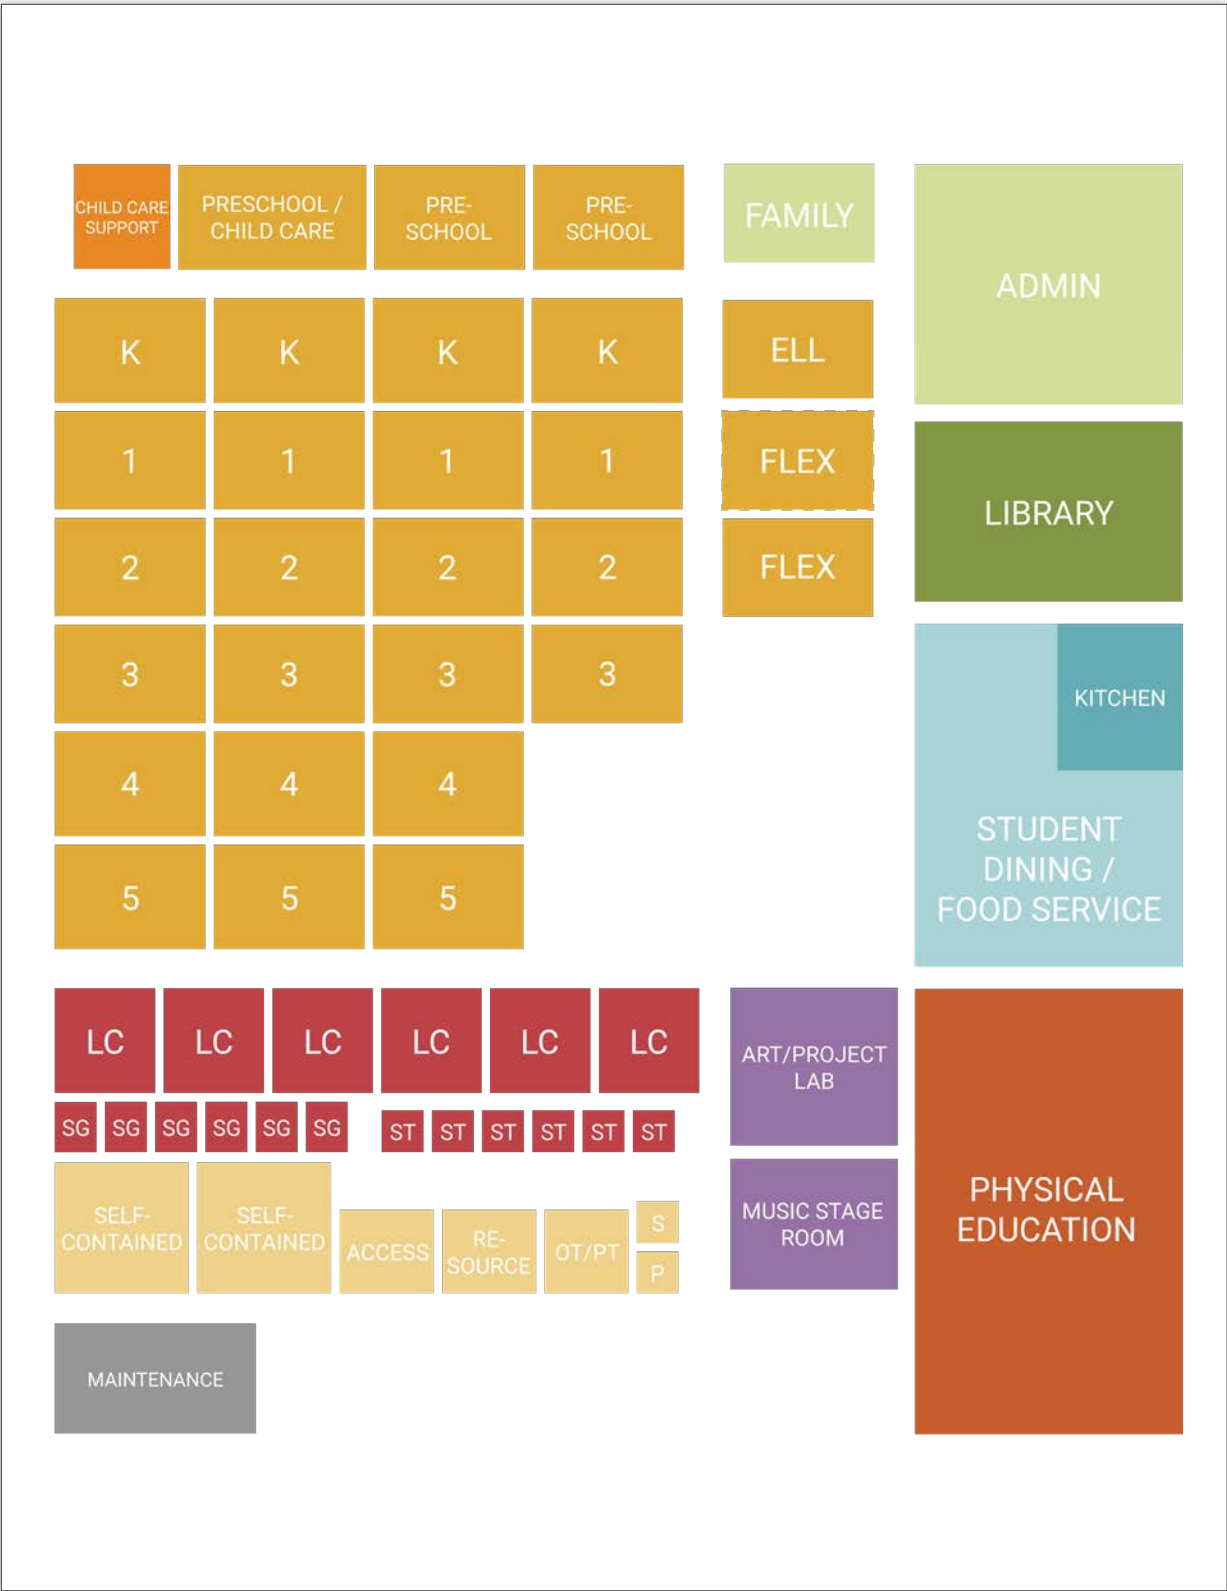 CHILD CARE
SUPPORT
PRESCHOOL /
CHILD CARE
PRE-
SCHOOL
PRE-
SCHOOL
FAMILY
ADMIN
K
K
K
K
ELL
1
1
1
1
FLEX
LIBRARY
2
2
2
2
FLEX
3
3
3
3
KITCHEN
4
4
4
STUDENT
DINING /
FOOD SERVICE
5
5
5
LC
LC
LC
LC
LC
LC
ART/PROJECT
LAB
SG
SG
SG
SG
SG
SG
ST
ST
ST
ST
ST
ST
PHYSICAL
EDUCATION
SELF-
CONTAINED
SELF-
CONTAINED
ACCESS
RE-
SOURCE
OT/PT
S
P
MUSIC STAGE
ROOM
MAINTENANCE